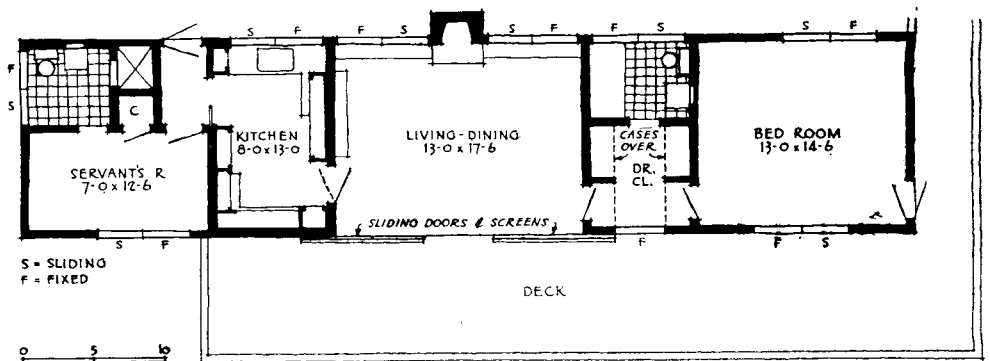 S F F S S F F S S F
F
S
C
KITCHEN
8-0 x 13-0
LIVING-DINING
13-0 x 17-6
CASES
OVER
DR.
CL.
BED ROOM
13-0 x 14-6
SERVANT'S R
7-0 x 12-6
SLIDING DOORS & SCREENS
S F
F
F S
S = SLIDING
F = FIXED
DECK
0 5 10